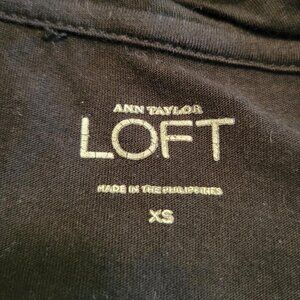 ANN TAYLOR
LOFT
MADE IN THE PHILIPPINES
XS